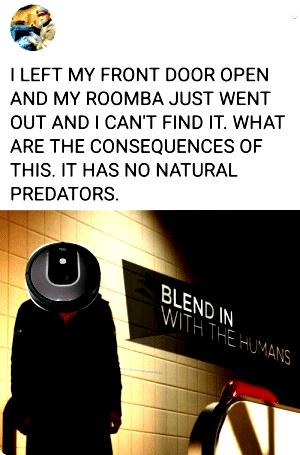 I LEFT MY FRONT DOOR OPEN
AND MY ROOMBA JUST WENT
OUT AND I CAN'T FIND IT. WHAT
ARE THE CONSEQUENCES OF
THIS. IT HAS NO NATURAL
PREDATORS.
BLEND IN
WITH THE HUMANS